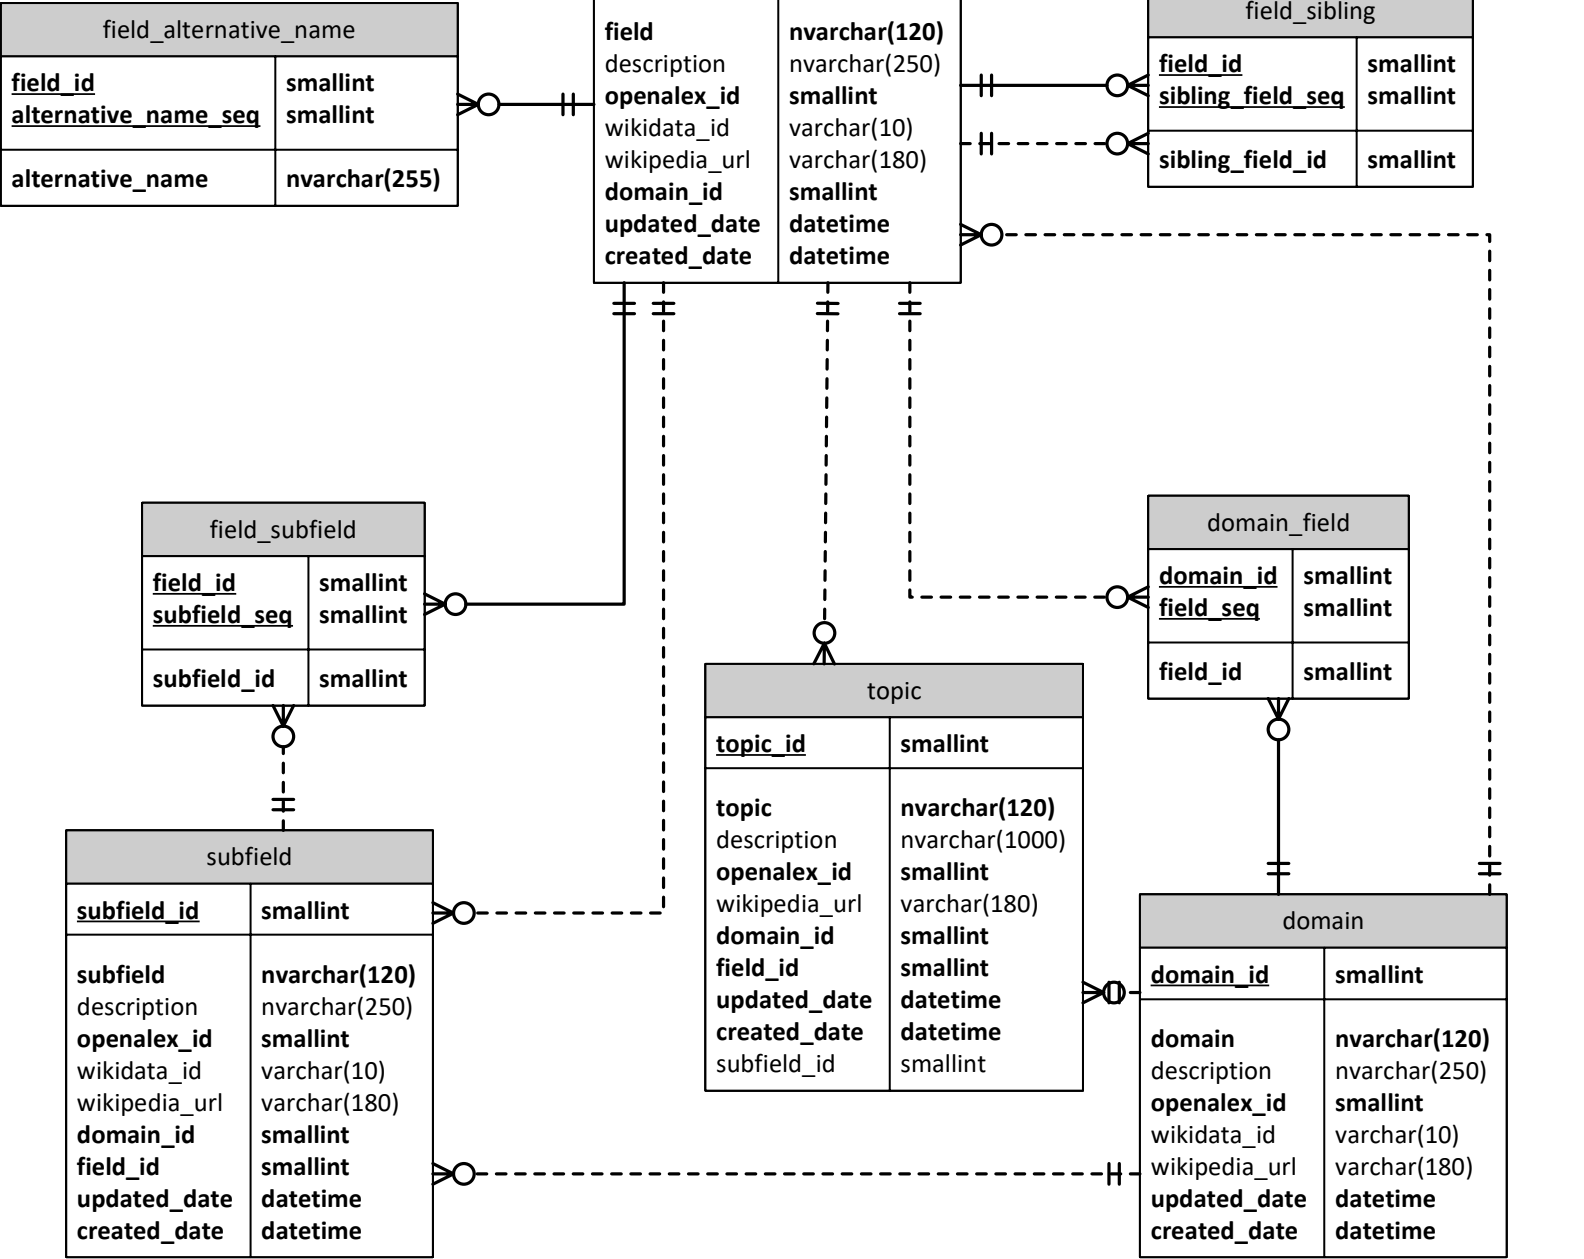 field_alternative_name
field_id smallint
alternative_name_seq smallint
alternative_name nvarchar(255)
field nvarchar(120)
description nvarchar(250)
openalex_id smallint
wikidata_id varchar(10)
wikipedia_url varchar(180)
domain_id smallint
updated_date datetime
created_date datetime
field_sibling
field_id smallint
sibling_field_seq smallint
sibling_field_id smallint
field_subfield
field_id smallint
subfield_seq smallint
subfield_id smallint
domain_field
domain_id smallint
field_seq smallint
field_id smallint
topic
topic_id smallint
topic nvarchar(120)
description nvarchar(1000)
openalex_id smallint
wikipedia_url varchar(180)
domain_id smallint
field_id smallint
updated_date datetime
created_date datetime
subfield_id smallint
subfield
subfield_id smallint
subfield nvarchar(120)
description nvarchar(250)
openalex_id smallint
wikidata_id varchar(10)
wikipedia_url varchar(180)
domain_id smallint
field_id smallint
updated_date datetime
created_date datetime
domain
domain_id smallint
domain nvarchar(120)
description nvarchar(250)
openalex_id smallint
wikidata_id varchar(10)
wikipedia_url varchar(180)
updated_date datetime
created_date datetime